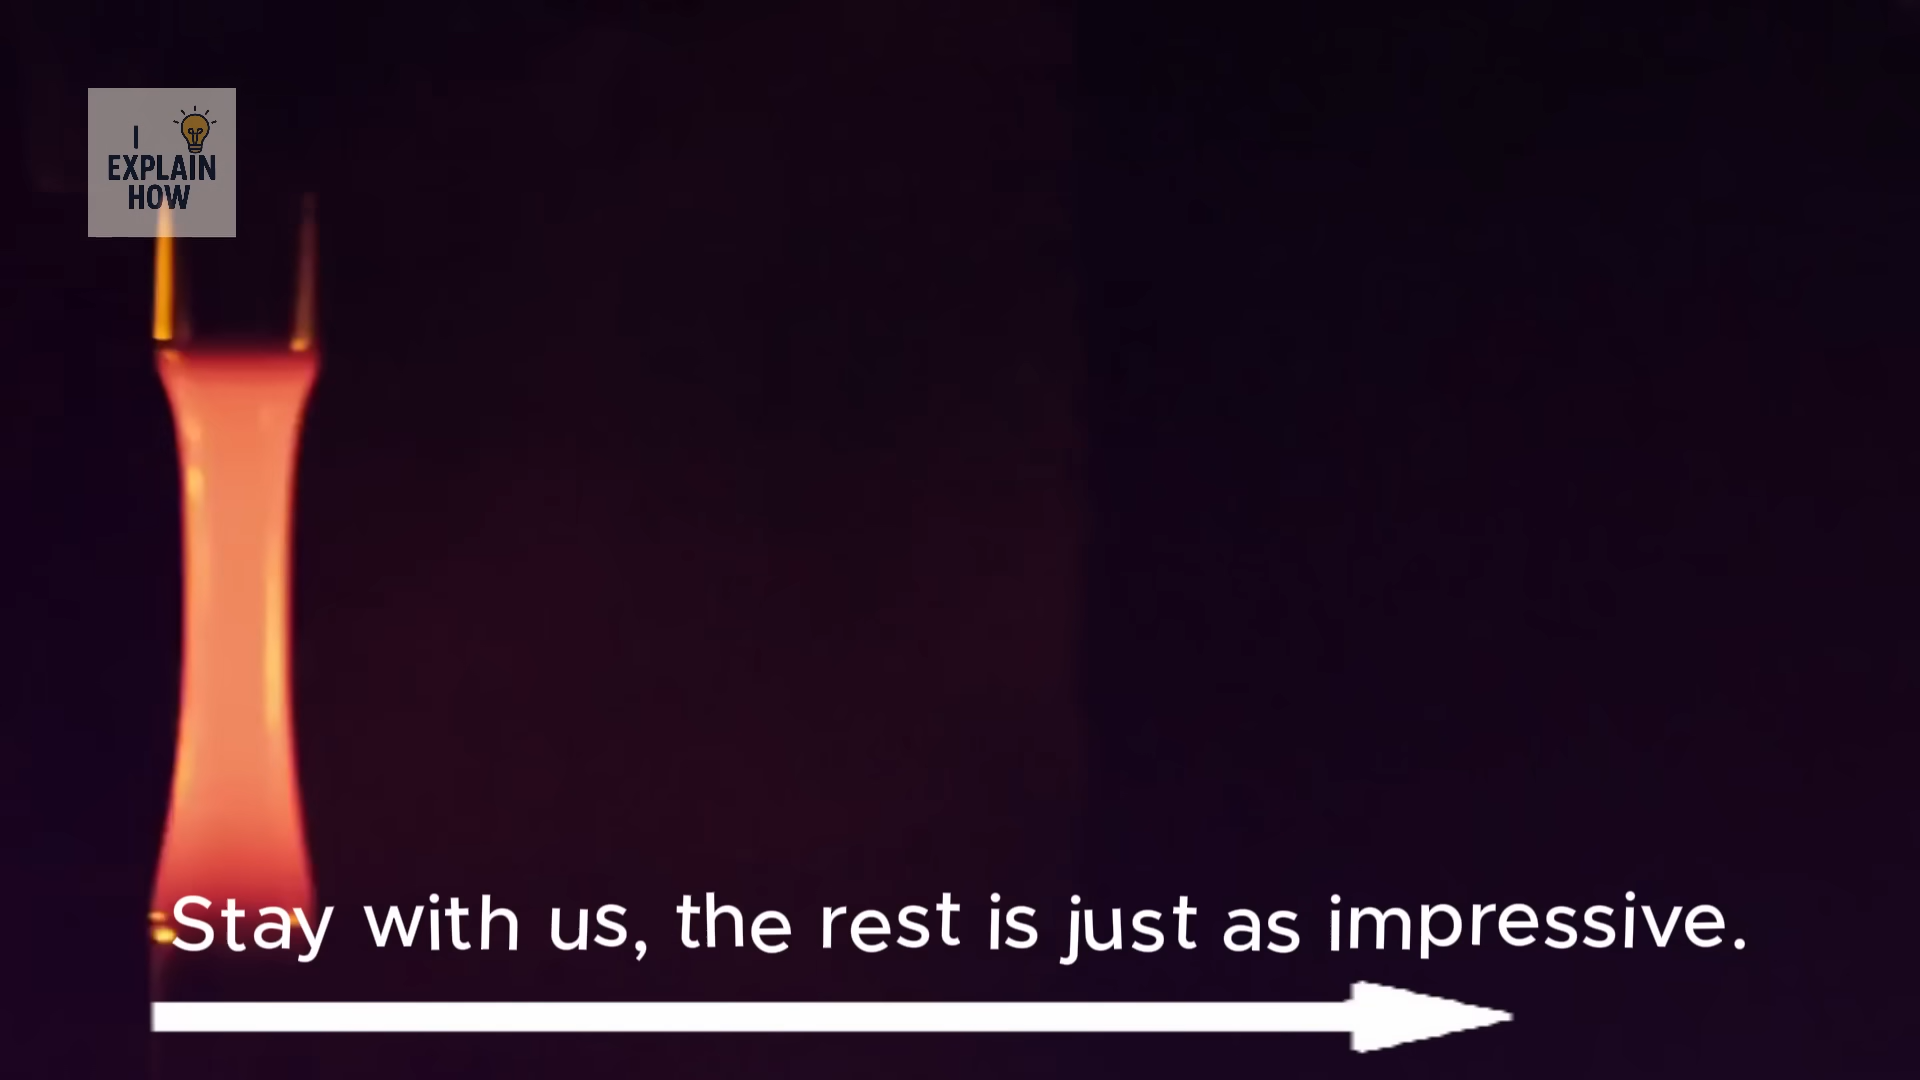 I
EXPLAIN
HOW
Stay with us, the rest is just as impressive.